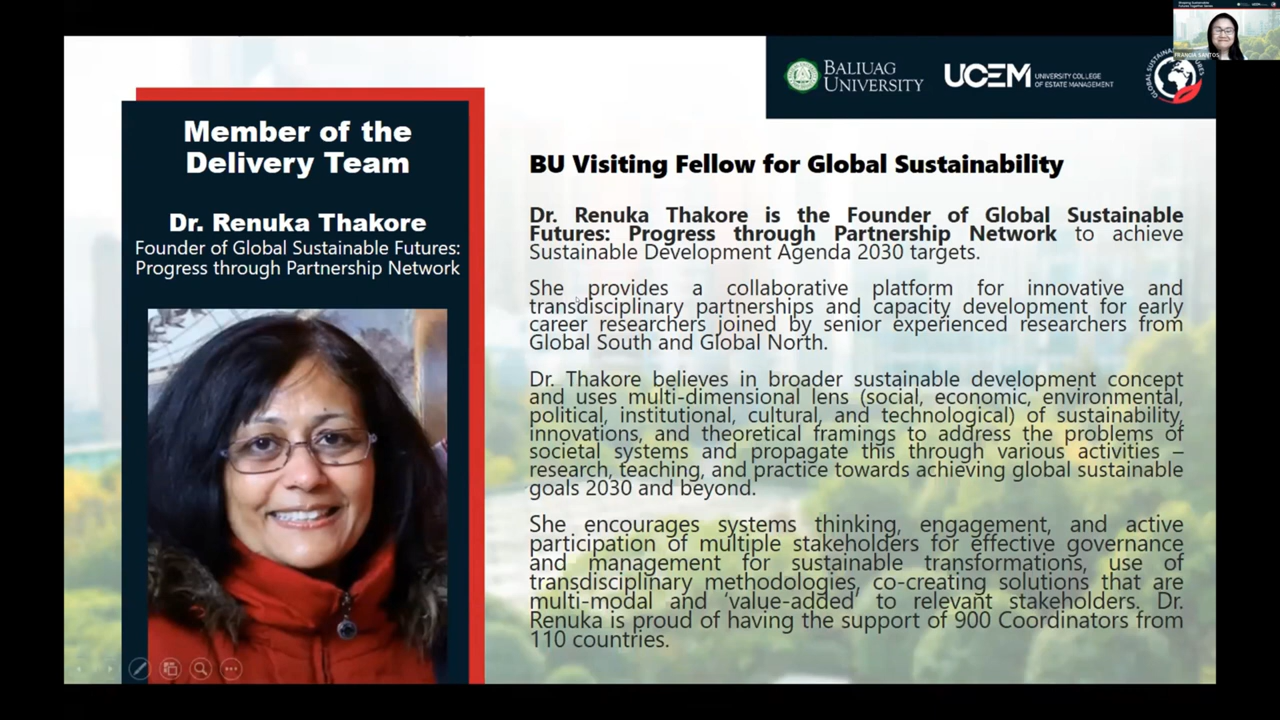 Member of the
Delivery Team
Dr. Renuka Thakore
Founder of Global Sustainable Futures:
Progress through Partnership Network
BALIUAG
UNIVERSITY
UCEM
UNIVERSITY COLLEGE
OF ESTATE MANAGEMENT
GLOBAL SUSTAINABLE FUTURES
FRANCIA SANTOS
BU Visiting Fellow for Global Sustainability
Dr. Renuka Thakore is the Founder of Global Sustainable
Futures: Progress through Partnership Network to achieve
Sustainable Development Agenda 2030 targets.
She provides a collaborative platform for innovative and
transdisciplinary partnerships and capacity development for early
career researchers joined by senior experienced researchers from
Global South and Global North.
Dr. Thakore believes in broader sustainable development concept
and uses multi-dimensional lens (social, economic, environmental,
political, institutional, cultural, and technological) of sustainability,
innovations, and theoretical framings to address the problems of
societal systems and propagate this through various activities –
research, teaching, and practice towards achieving global sustainable
goals 2030 and beyond.
She encourages systems thinking, engagement, and active
participation of multiple stakeholders for effective governance
and management for sustainable transformations, use of
transdisciplinary methodologies, co-creating solutions that are
multi-modal and ‘value-added’ to relevant stakeholders. Dr.
Renuka is proud of having the support of 900 Coordinators from
110 countries.